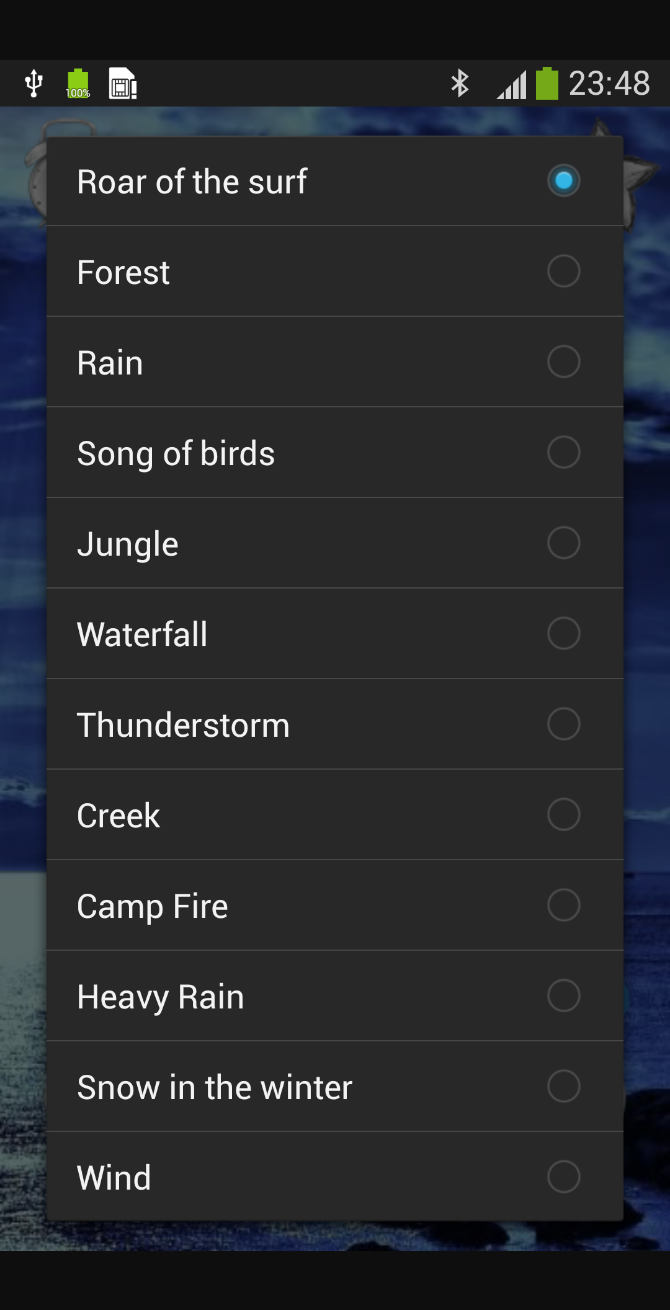 100%
23:48
Roar of the surf
Forest
Rain
Song of birds
Jungle
Waterfall
Thunderstorm
Creek
Camp Fire
Heavy Rain
Snow in the winter
Wind